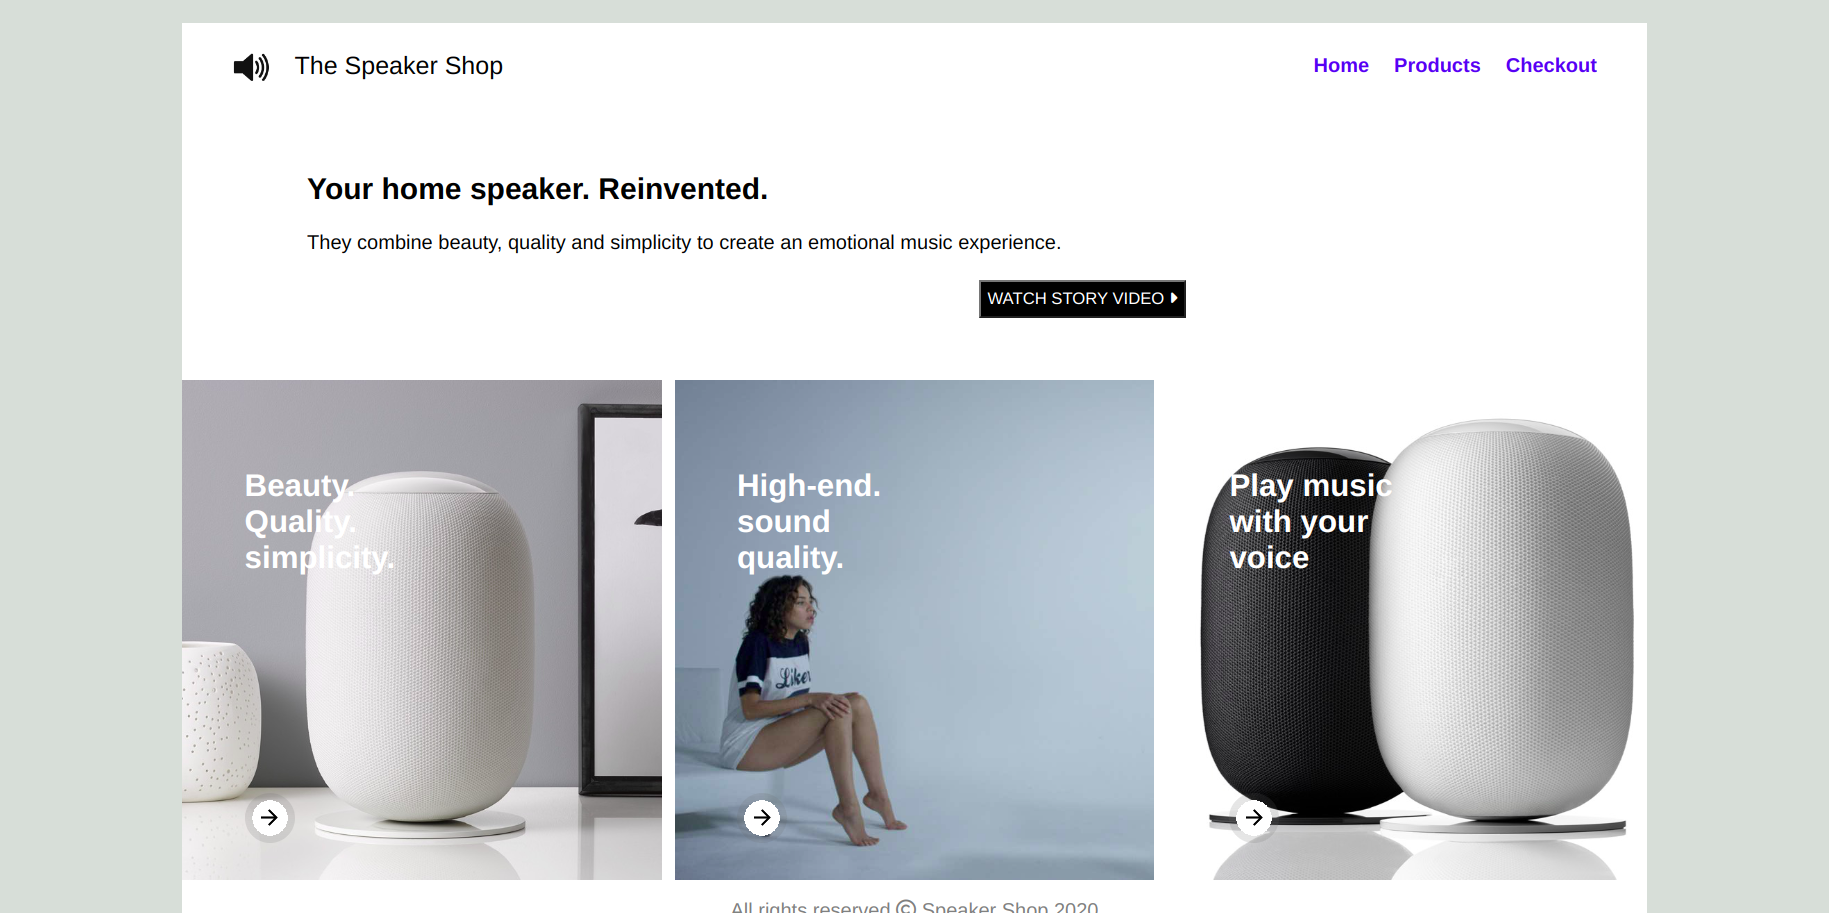 The Speaker Shop
Home Products Checkout
Your home speaker. Reinvented.
They combine beauty, quality and simplicity to create an emotional music experience.
WATCH STORY VIDEO
Beauty.
Quality.
simplicity.
High-end.
sound
quality.
Liker
Play music
with your
voice
All rights reserved © Speaker Shop 2020